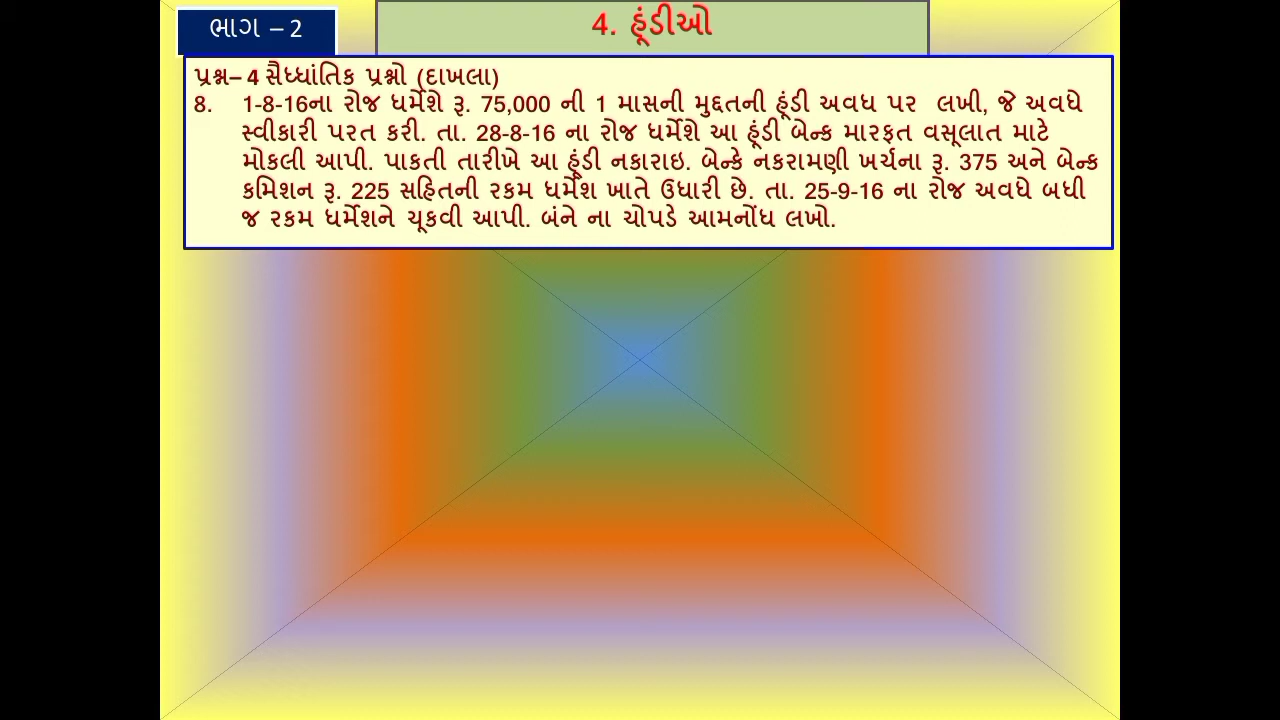 ભાગ – 2
4. હૂંડીઓ
પ્રશ્ન– 4 સૈધ્ધાંતિક પ્રશ્નો (દાખલા)
8. 1-8-16ના રોજ ધર્મેશે રૂ. 75,000 ની 1 માસની મુદ્દતની હૂંડી અવધ પર લખી, જે અવધે
સ્વીકારી પરત કરી. તા. 28-8-16 ના રોજ ધર્મેશે આ હૂંડી બેન્ક મારફત વસૂલાત માટે
મોકલી આપી. પાકતી તારીખે આ હૂંડી નકારાઇ. બેન્કે નકરામણી ખર્ચના રૂ. 375 અને બેન્ક
કમિશન રૂ. 225 સહિતની રકમ ધર્મેશ ખાતે ઉધારી છે. તા. 25-9-16 ના રોજ અવધે બધી
જ રકમ ધર્મેશને ચૂકવી આપી. બંને ના ચોપડે આમનોંધ લખો.